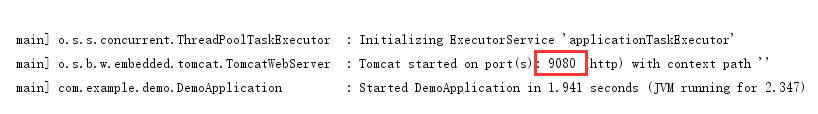 main] o.s.s.concurrent.ThreadPoolTaskExecutor  : Initializing ExecutorService 'applicationTaskExecutor'
main] o.s.b.w.embedded.tomcat.TomcatWebServer  : Tomcat started on port(s): 9080 (http) with context path ''
main] com.example.demo.DemoApplication         : Started DemoApplication in 1.941 seconds (JVM running for 2.347)